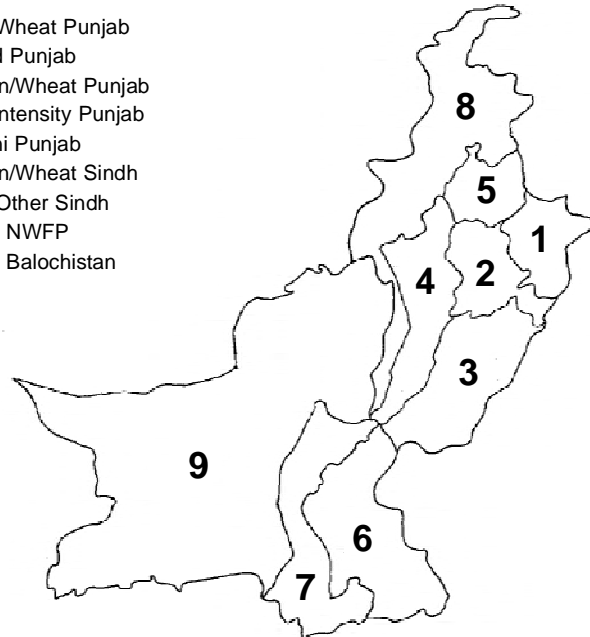 Wheat Punjab
Punjab
/Wheat Punjab
ntensity Punjab
Punjab
/Wheat Sindh
Other Sindh
NWFP
Balochistan
8
5
1
2
4
3
9
6
7